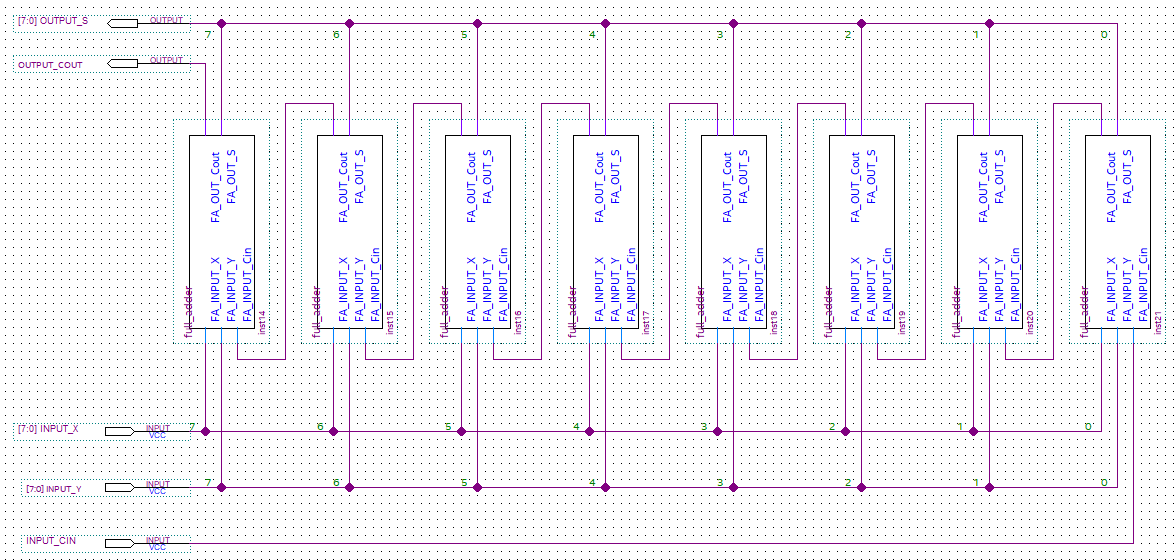 [7:0] OUTPUT_S OUTPUT
7 6 5 4 3 2 1 0
OUTPUT_COUT OUTPUT
FA_OUT_Cout FA_OUT_S FA_OUT_Cout FA_OUT_S FA_OUT_Cout FA_OUT_S FA_OUT_Cout FA_OUT_S FA_OUT_Cout FA_OUT_S FA_OUT_Cout FA_OUT_S FA_OUT_Cout FA_OUT_S FA_OUT_Cout FA_OUT_S
full_adder FA_INPUT_X FA_INPUT_Y FA_INPUT_Cin inst14
full_adder FA_INPUT_X FA_INPUT_Y FA_INPUT_Cin inst15
full_adder FA_INPUT_X FA_INPUT_Y FA_INPUT_Cin inst16
full_adder FA_INPUT_X FA_INPUT_Y FA_INPUT_Cin inst17
full_adder FA_INPUT_X FA_INPUT_Y FA_INPUT_Cin inst18
full_adder FA_INPUT_X FA_INPUT_Y FA_INPUT_Cin inst19
full_adder FA_INPUT_X FA_INPUT_Y FA_INPUT_Cin inst20
full_adder FA_INPUT_X FA_INPUT_Y FA_INPUT_Cin inst21
[7:0] INPUT_X INPUT 7 6 5 4 3 2 1 0
VCC
[7:0] INPUT_Y INPUT 7 6 5 4 3 2 1 0
VCC
INPUT_CIN INPUT
VCC